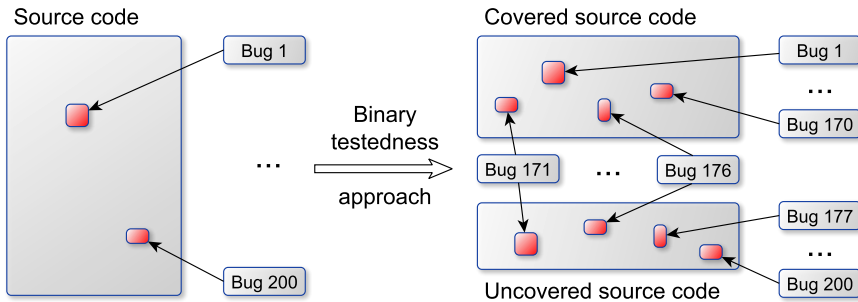 Source code
Bug 1
...
Bug 200
Binary
testedness
approach
Covered source code
Bug 1
...
Bug 170
Bug 171
...
Bug 176
Bug 177
...
Bug 200
Uncovered source code